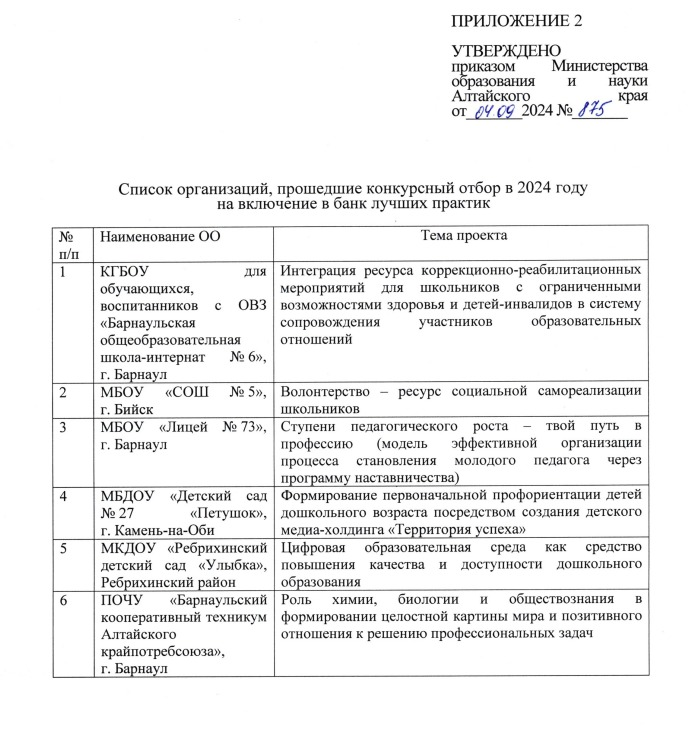 ПРИЛОЖЕНИЕ 2
УТВЕРЖДЕНО
приказом Министерства
образования и науки
Алтайского края
от 04.09 2024 № 875
Список организаций, прошедшие конкурсный отбор в 2024 году
на включение в банк лучших практик
№
п/п
Наименование ОО
Тема проекта
1
КГБОУ для
обучающихся,
воспитанников с ОВЗ
«Барнаульская
общеобразовательная
школа-интернат № 6»,
г. Барнаул
Интеграция ресурса коррекционно-реабилитационных
мероприятий для школьников с ограниченными
возможностями здоровья и детей-инвалидов в систему
сопровождения участников образовательных
отношений
2
МБОУ «СОШ № 5»,
г. Бийск
Волонтерство – ресурс социальной самореализации
школьников
3
МБОУ «Лицей № 73»,
г. Барнаул
Ступени педагогического роста – твой путь в
профессию (модель эффективной организации
процесса становления молодого педагога через
программу наставничества)
4
МБДОУ «Детский сад
№ 27 "Петушок»,
г. Камень-на-Оби
Формирование первоначальной профориентации детей
дошкольного возраста посредством создания детского
медиа-холдинга «Территория успеха»
5
МКДОУ «Ребрихинский
детский сад «Улыбка»,
Ребрихинский район
Цифровая образовательная среда как средство
повышения качества и доступности дошкольного
образования
6
ПОЧУ «Барнаульский
кооперативный техникум
Алтайского
крайпотребсоюза»,
г. Барнаул
Роль химии, биологии и обществознания в
формировании целостной картины мира и позитивного
отношения к решению профессиональных задач